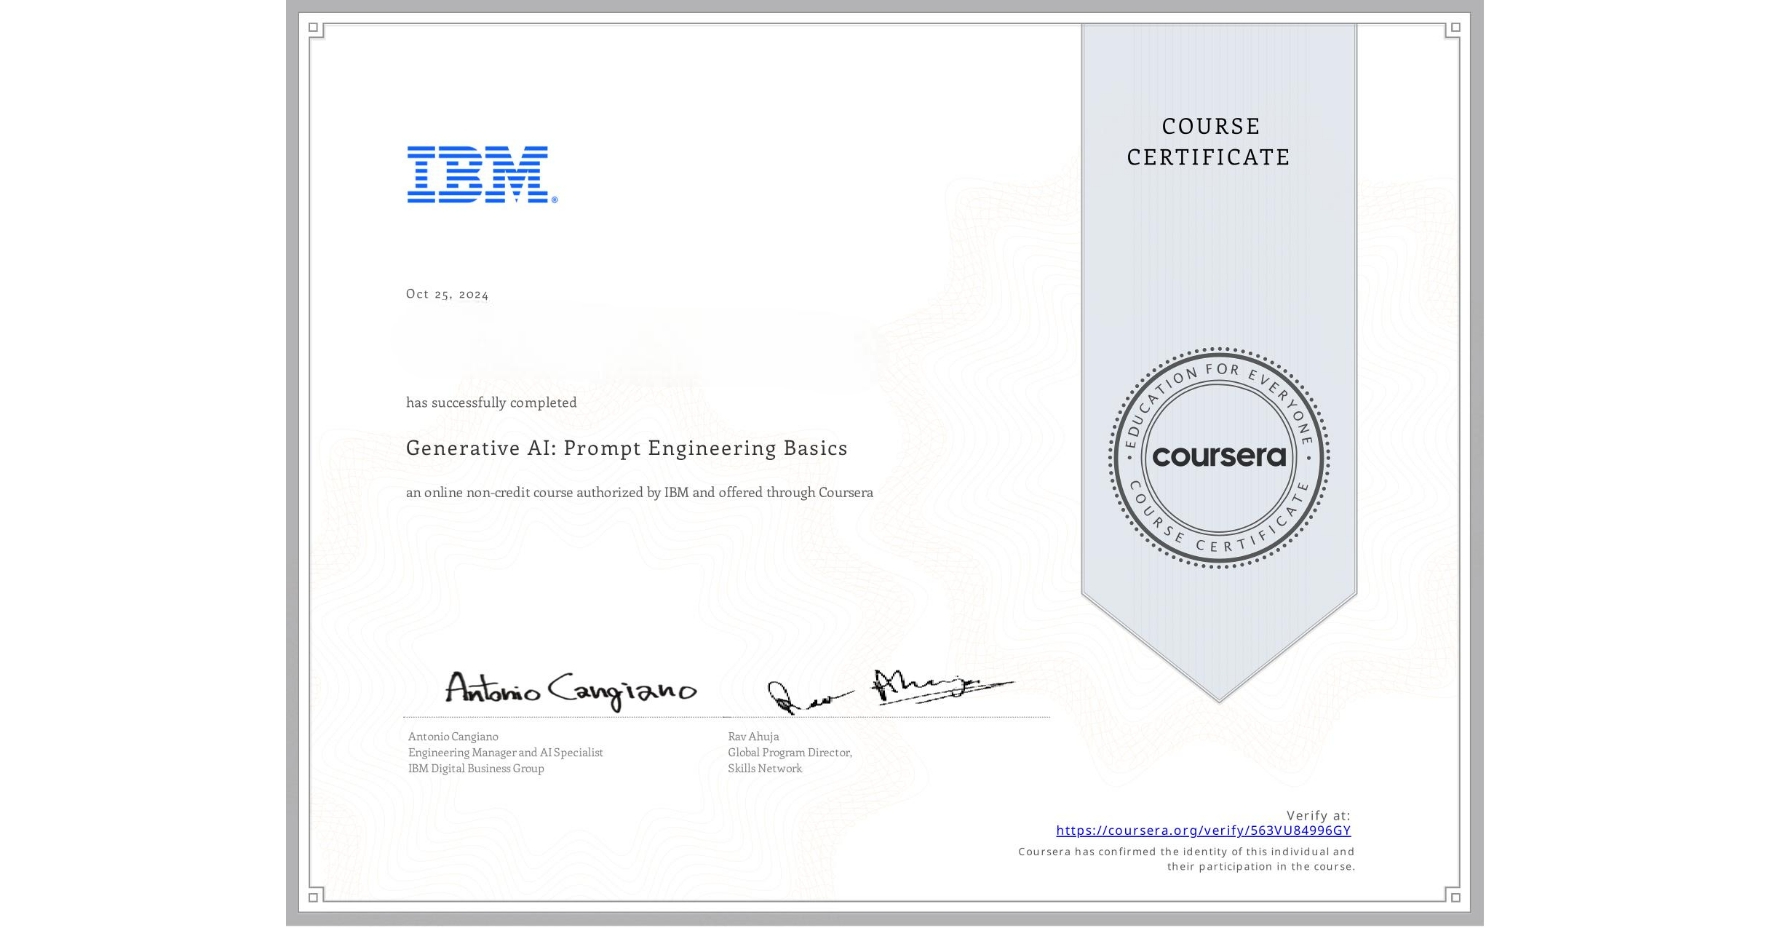 COURSE
CERTIFICATE
IBM®
Oct 25, 2024
has successfully completed
Generative AI: Prompt Engineering Basics
an online non-credit course authorized by IBM and offered through Coursera
EDUCATION FOR EVERYONE
coursera
COURSE CERTIFICATE
Antonio Cangiano
Rav Ahuja
Antonio Cangiano
Engineering Manager and AI Specialist
IBM Digital Business Group
Rav Ahuja
Global Program Director,
Skills Network
Verify at:
https://coursera.org/verify/563VU84996GY
Coursera has confirmed the identity of this individual and
their participation in the course.